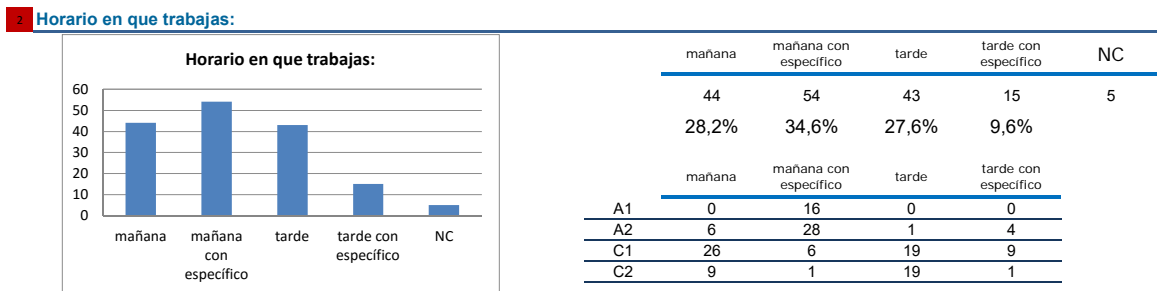 2 Horario en que trabajas:
Horario en que trabajas:
60
50
40
30
20
10
0
mañana mañana con específico tarde tarde con específico NC
mañana mañana con específico tarde tarde con específico NC
44 54 43 15 5
28,2% 34,6% 27,6% 9,6%
mañana mañana con específico tarde tarde con específico
A1 0 16 0 0
A2 6 28 1 4
C1 26 6 19 9
C2 9 1 19 1